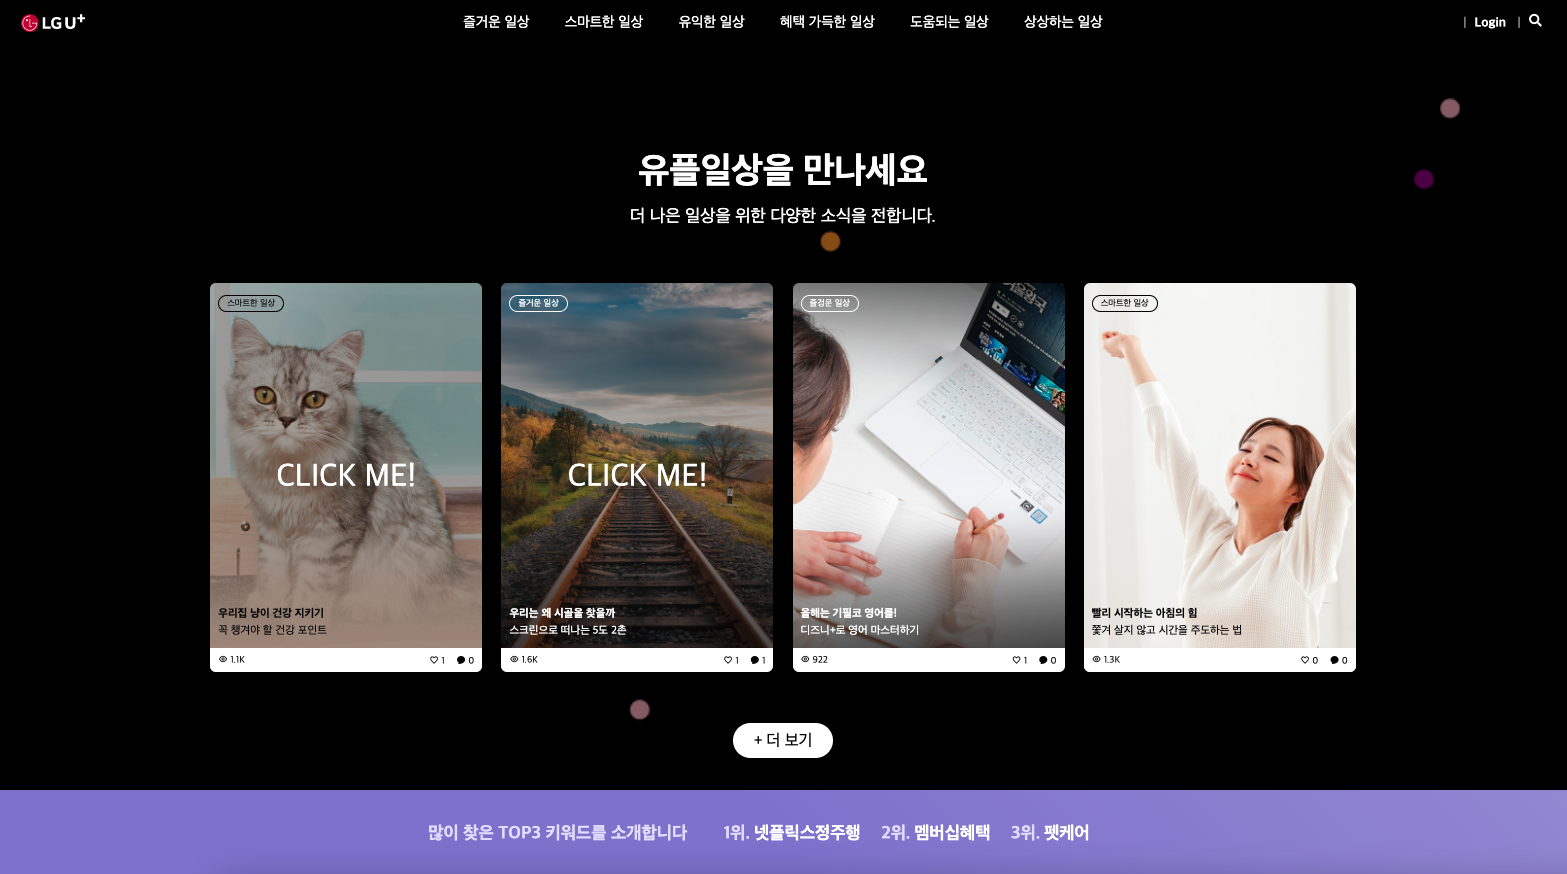 LG U+
즐거운 일상 스마트한 일상 유익한 일상 혜택 가득한 일상 도움되는 일상 상상하는 일상
| Login |
유플일상을 만나세요
더 나은 일상을 위한 다양한 소식을 전합니다.
스마트한 일상
CLICK ME!
우리집 냥이 건강 지키기
꼭 챙겨야 할 건강 포인트
1.1K 1 0
즐거운 일상
CLICK ME!
우리는 왜 시골을 찾을까
스크린으로 떠나는 5도 2촌
1.6K 1 1
즐겅운 일상
올해는 기필코 영어를!
디즈니+로 영어 마스터하기
922 1 0
스마트한 일상
빨리 시작하는 아침의 힘
쫓겨 살지 않고 시간을 주도하는 법
1.3K 0 0
+ 더 보기
많이 찾은 TOP3 키워드를 소개합니다 1위. 넷플릭스정주행 2위. 멤버십혜택 3위. 펫케어